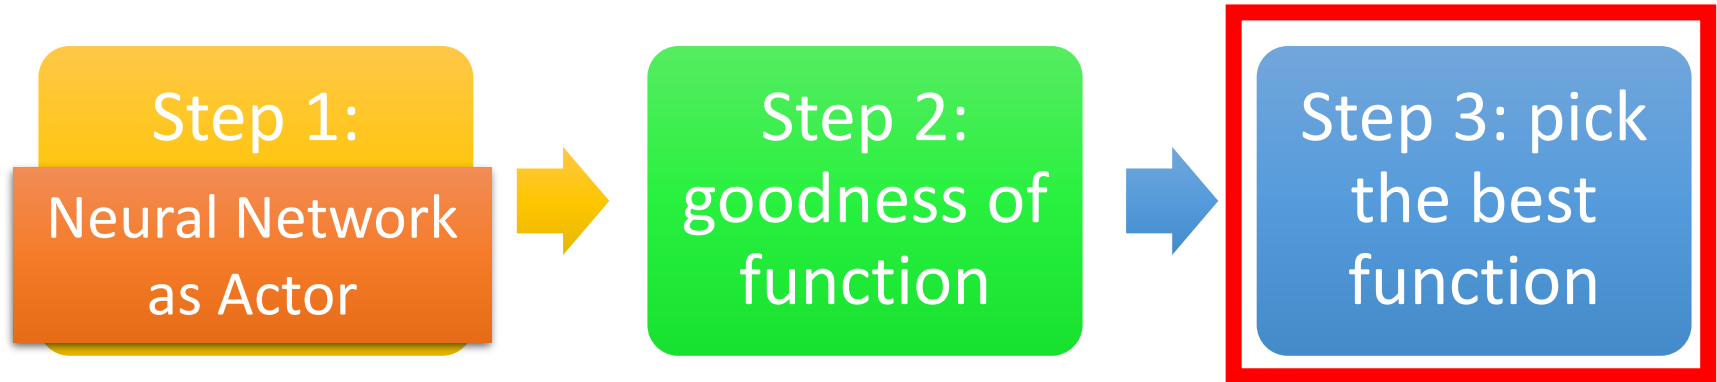 Step 1:
Neural Network
as Actor
Step 2:
goodness of
function
Step 3: pick
the best
function